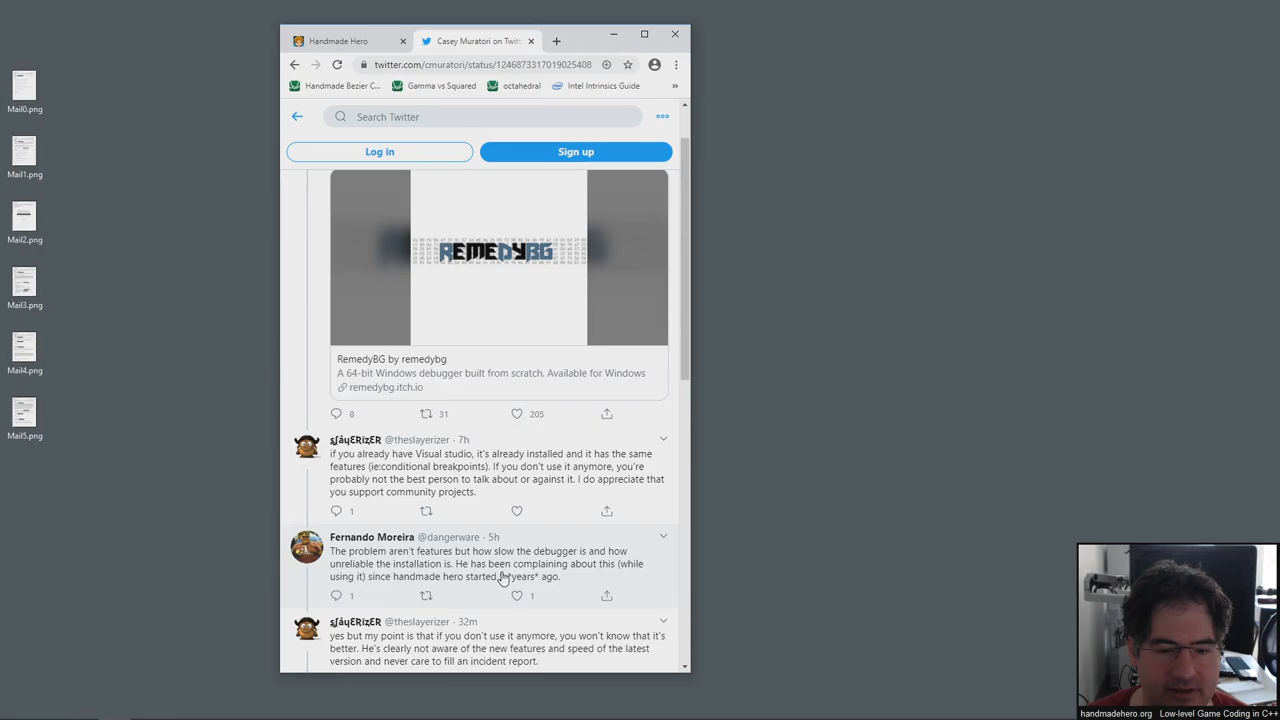 Handmade Hero
Casey Muratori on Twitt
twitter.com/cmuratori/status/1246873317019025408
Handmade Bezier C...
Gamma vs Squared
octahedral
Intel Intrinsics Guide
»
Search Twitter
Log in
Sign up
REMEDYBG
RemedyBG by remedybg
A 64-bit Windows debugger built from scratch. Available for Windows
remedybg.itch.io
8 31 205
@theslayerizer · 7h
if you already have Visual studio, it's already installed and it has the same
features (ie:conditional breakpoints). If you don't use it anymore, you're
probably not the best person to talk about or against it. I do appreciate that
you support community projects.
1
Fernando Moreira @dangerware · 5h
The problem aren't features but how slow the debugger is and how
unreliable the installation is. He has been complaining about this (while
using it) since handmade hero started *years* ago.
1 1
@theslayerizer · 32m
yes but my point is that if you don't use it anymore, you won't know that it's
better. He's clearly not aware of the new features and speed of the latest
version and never care to fill an incident report.
Mail0.png
Mail1.png
Mail2.png
Mail3.png
Mail4.png
Mail5.png
handmadehero.org Low-level Game Coding in C++